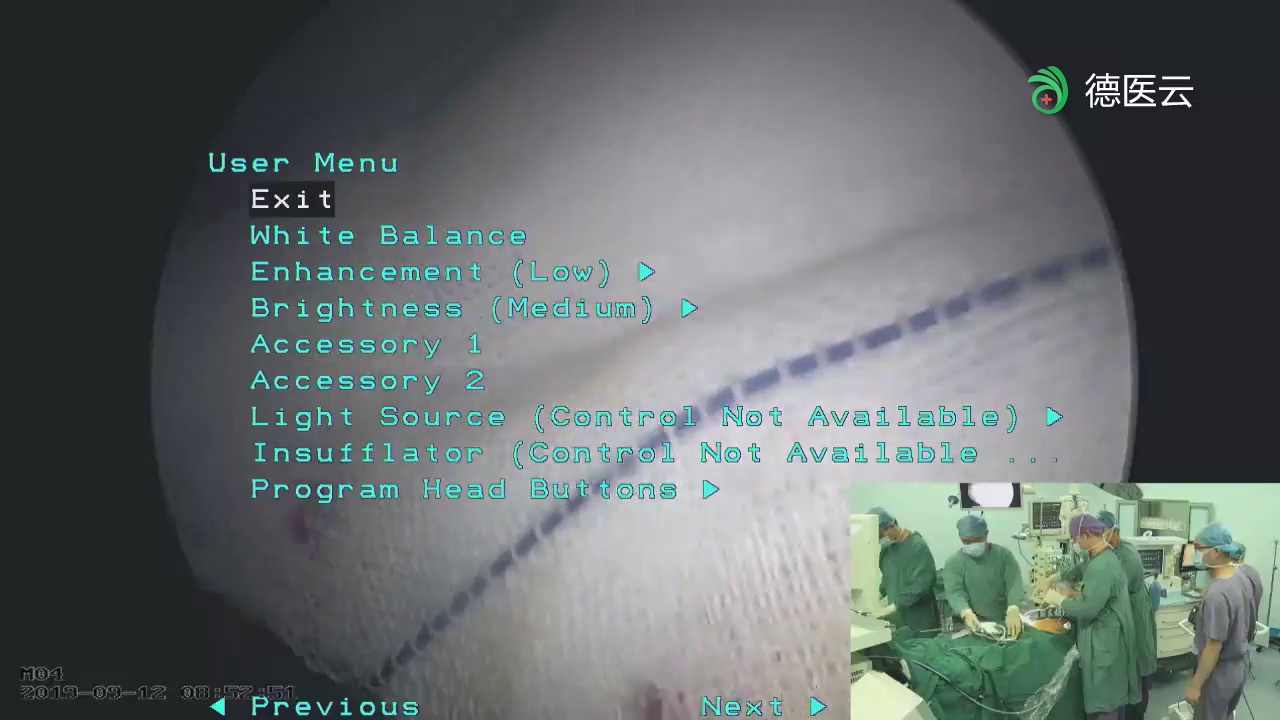 德医云
User Menu
Exit
White Balance
Enhancement (Low) ▶
Brightness (Medium) ▶
Accessory 1
Accessory 2
Light Source (Control Not Available) ▶
Insufflator (Control Not Available ...
Program Head Buttons ▶
M04
2019-09-12 08:52:51
◀ Previous
Next ▶